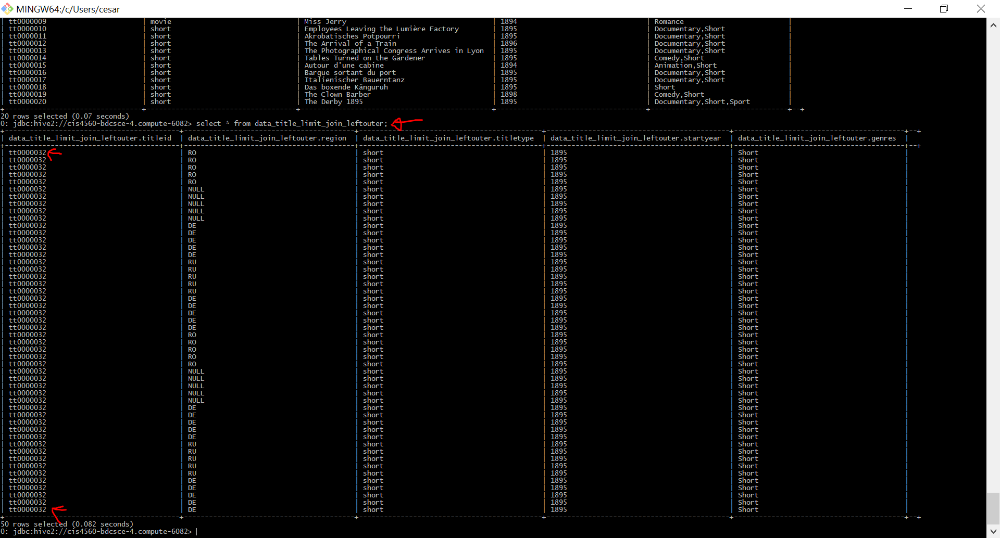 MINGW64:/c/Users/cesar
| tt0000009 | movie | Miss Jerry | 1894 | Romance |
| tt0000010 | short | Employees Leaving the Lumière Factory | 1895 | Documentary,Short |
| tt0000011 | short | Akrobatisches Potpourri | 1895 | Documentary,Short |
| tt0000012 | short | The Arrival of a Train | 1896 | Documentary,Short |
| tt0000013 | short | The Photographical Congress Arrives in Lyon | 1895 | Documentary,Short |
| tt0000014 | short | Tables Turned on the Gardener | 1895 | Comedy,Short |
| tt0000015 | short | Autour d'une cabine | 1894 | Animation,Short |
| tt0000016 | short | Barque sortant du port | 1895 | Documentary,Short |
| tt0000017 | short | Italienischer Bauerntanz | 1895 | Documentary,Short |
| tt0000018 | short | Das boxende Känguruh | 1895 | Short |
| tt0000019 | short | The Clown Barber | 1898 | Comedy,Short |
| tt0000020 | short | The Derby 1895 | 1895 | Documentary,Short,Sport |
20 rows selected (0.07 seconds)
0: jdbc:hive2://cis4560-bdcsce-4.compute-6082> select * from data_title_limit_join_leftouter;
| data_title_limit_join_leftouter.titleid | data_title_limit_join_leftouter.region | data_title_limit_join_leftouter.titletype | data_title_limit_join_leftouter.startyear | data_title_limit_join_leftouter.genres |
| tt0000032 | RO | short | 1895 | Short |
| tt0000032 | RO | short | 1895 | Short |
| tt0000032 | RO | short | 1895 | Short |
| tt0000032 | RO | short | 1895 | Short |
| tt0000032 | RO | short | 1895 | Short |
| tt0000032 | NULL | short | 1895 | Short |
| tt0000032 | NULL | short | 1895 | Short |
| tt0000032 | NULL | short | 1895 | Short |
| tt0000032 | NULL | short | 1895 | Short |
| tt0000032 | NULL | short | 1895 | Short |
| tt0000032 | DE | short | 1895 | Short |
| tt0000032 | DE | short | 1895 | Short |
| tt0000032 | DE | short | 1895 | Short |
| tt0000032 | DE | short | 1895 | Short |
| tt0000032 | DE | short | 1895 | Short |
| tt0000032 | RU | short | 1895 | Short |
| tt0000032 | RU | short | 1895 | Short |
| tt0000032 | RU | short | 1895 | Short |
| tt0000032 | RU | short | 1895 | Short |
| tt0000032 | RU | short | 1895 | Short |
| tt0000032 | DE | short | 1895 | Short |
| tt0000032 | DE | short | 1895 | Short |
| tt0000032 | DE | short | 1895 | Short |
| tt0000032 | DE | short | 1895 | Short |
| tt0000032 | DE | short | 1895 | Short |
| tt0000032 | RO | short | 1895 | Short |
| tt0000032 | RO | short | 1895 | Short |
| tt0000032 | RO | short | 1895 | Short |
| tt0000032 | RO | short | 1895 | Short |
| tt0000032 | RO | short | 1895 | Short |
| tt0000032 | NULL | short | 1895 | Short |
| tt0000032 | NULL | short | 1895 | Short |
| tt0000032 | NULL | short | 1895 | Short |
| tt0000032 | NULL | short | 1895 | Short |
| tt0000032 | NULL | short | 1895 | Short |
| tt0000032 | DE | short | 1895 | Short |
| tt0000032 | DE | short | 1895 | Short |
| tt0000032 | DE | short | 1895 | Short |
| tt0000032 | DE | short | 1895 | Short |
| tt0000032 | DE | short | 1895 | Short |
| tt0000032 | RU | short | 1895 | Short |
| tt0000032 | RU | short | 1895 | Short |
| tt0000032 | RU | short | 1895 | Short |
| tt0000032 | RU | short | 1895 | Short |
| tt0000032 | RU | short | 1895 | Short |
| tt0000032 | DE | short | 1895 | Short |
| tt0000032 | DE | short | 1895 | Short |
| tt0000032 | DE | short | 1895 | Short |
| tt0000032 | DE | short | 1895 | Short |
| tt0000032 | DE | short | 1895 | Short |
50 rows selected (0.082 seconds)
0: jdbc:hive2://cis4560-bdcsce-4.compute-6082>